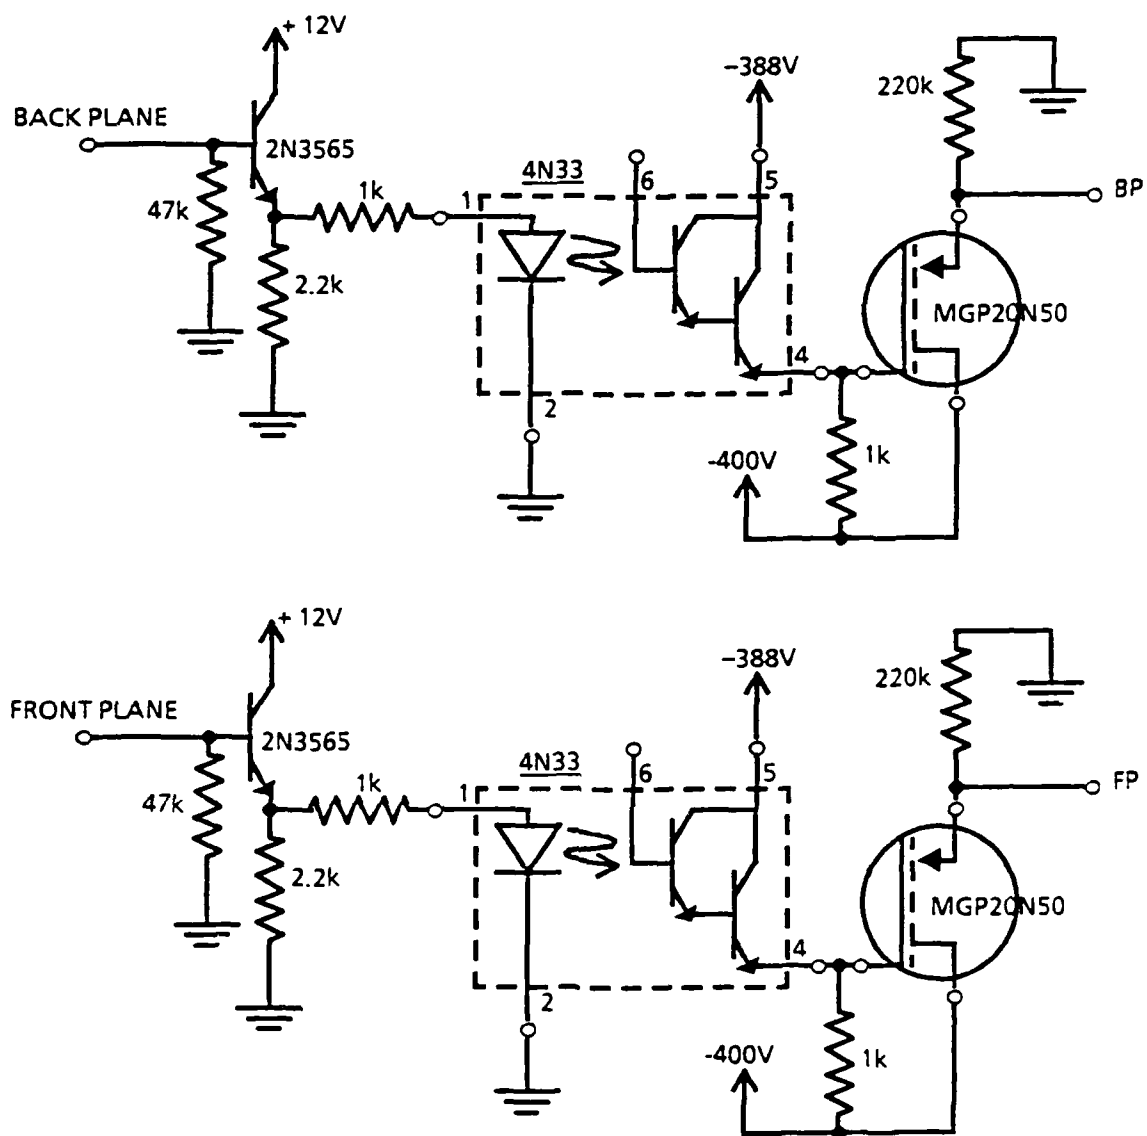 + 12V
-388V
220k
BACK PLANE
2N3565
4N33
6
5
BP
47k
1k
1
2.2k
MGP20N50
4
2
-400V
1k
+ 12V
-388V
220k
FRONT PLANE
2N3565
4N33
6
5
FP
47k
1k
1
2.2k
MGP20N50
4
2
-400V
1k